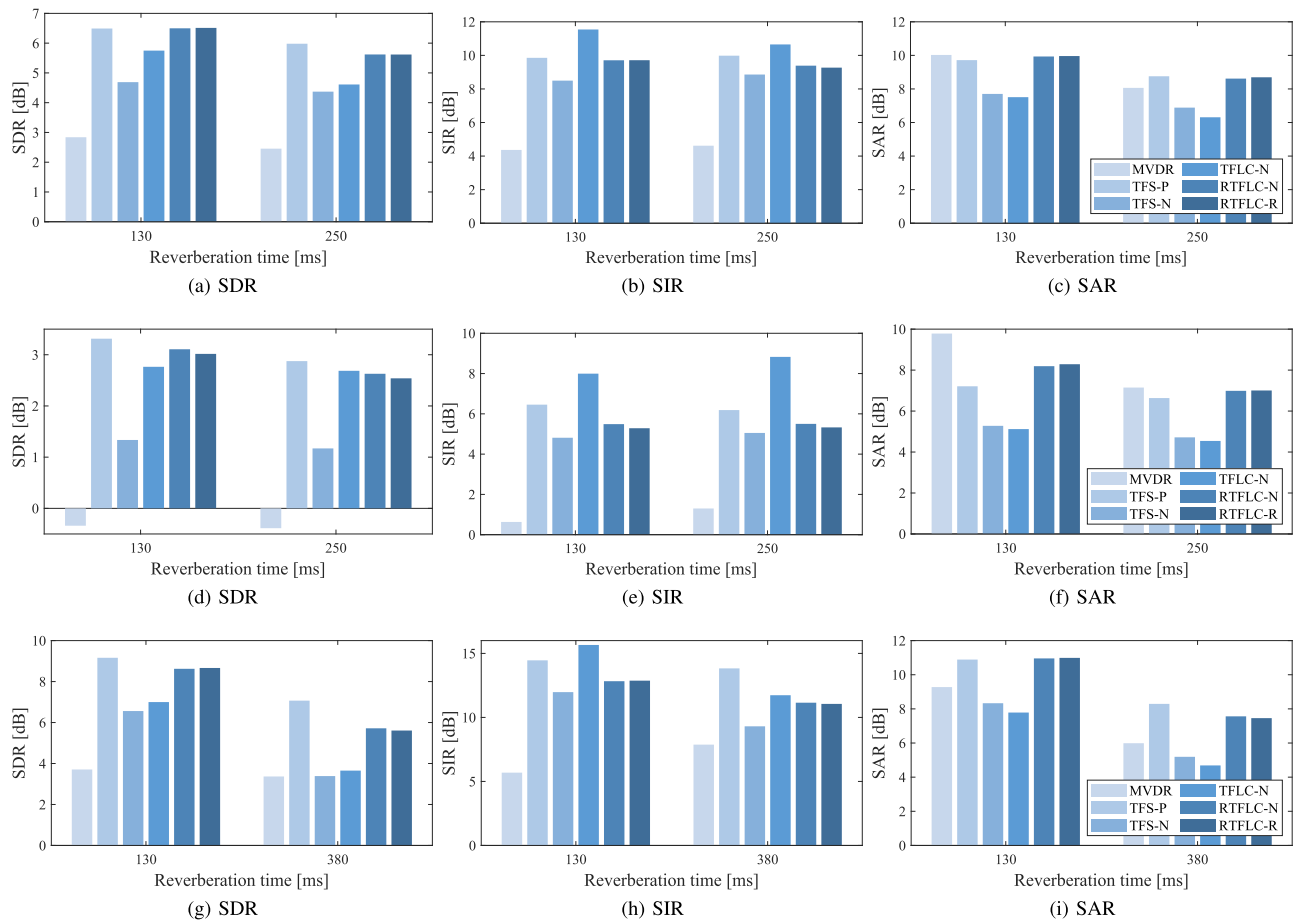 7
6
5
4
3
2
1
0
SDR [dB]
130
250
Reverberation time [ms]
(a) SDR
12
10
8
6
4
2
0
SIR [dB]
130
250
Reverberation time [ms]
(b) SIR
12
10
8
6
4
2
0
SAR [dB]
MVDR
TFS-P
TFS-N
TFLC-N
RTFLC-N
RTFLC-R
130
250
Reverberation time [ms]
(c) SAR
3
2
1
0
SDR [dB]
130
250
Reverberation time [ms]
(d) SDR
10
8
6
4
2
0
SIR [dB]
130
250
Reverberation time [ms]
(e) SIR
10
8
6
4
2
0
SAR [dB]
MVDR
TFS-P
TFS-N
TFLC-N
RTFLC-N
RTFLC-R
130
250
Reverberation time [ms]
(f) SAR
10
8
6
4
2
0
SDR [dB]
130
380
Reverberation time [ms]
(g) SDR
15
10
5
0
SIR [dB]
130
380
Reverberation time [ms]
(h) SIR
12
10
8
6
4
2
0
SAR [dB]
MVDR
TFS-P
TFS-N
TFLC-N
RTFLC-N
RTFLC-R
130
380
Reverberation time [ms]
(i) SAR